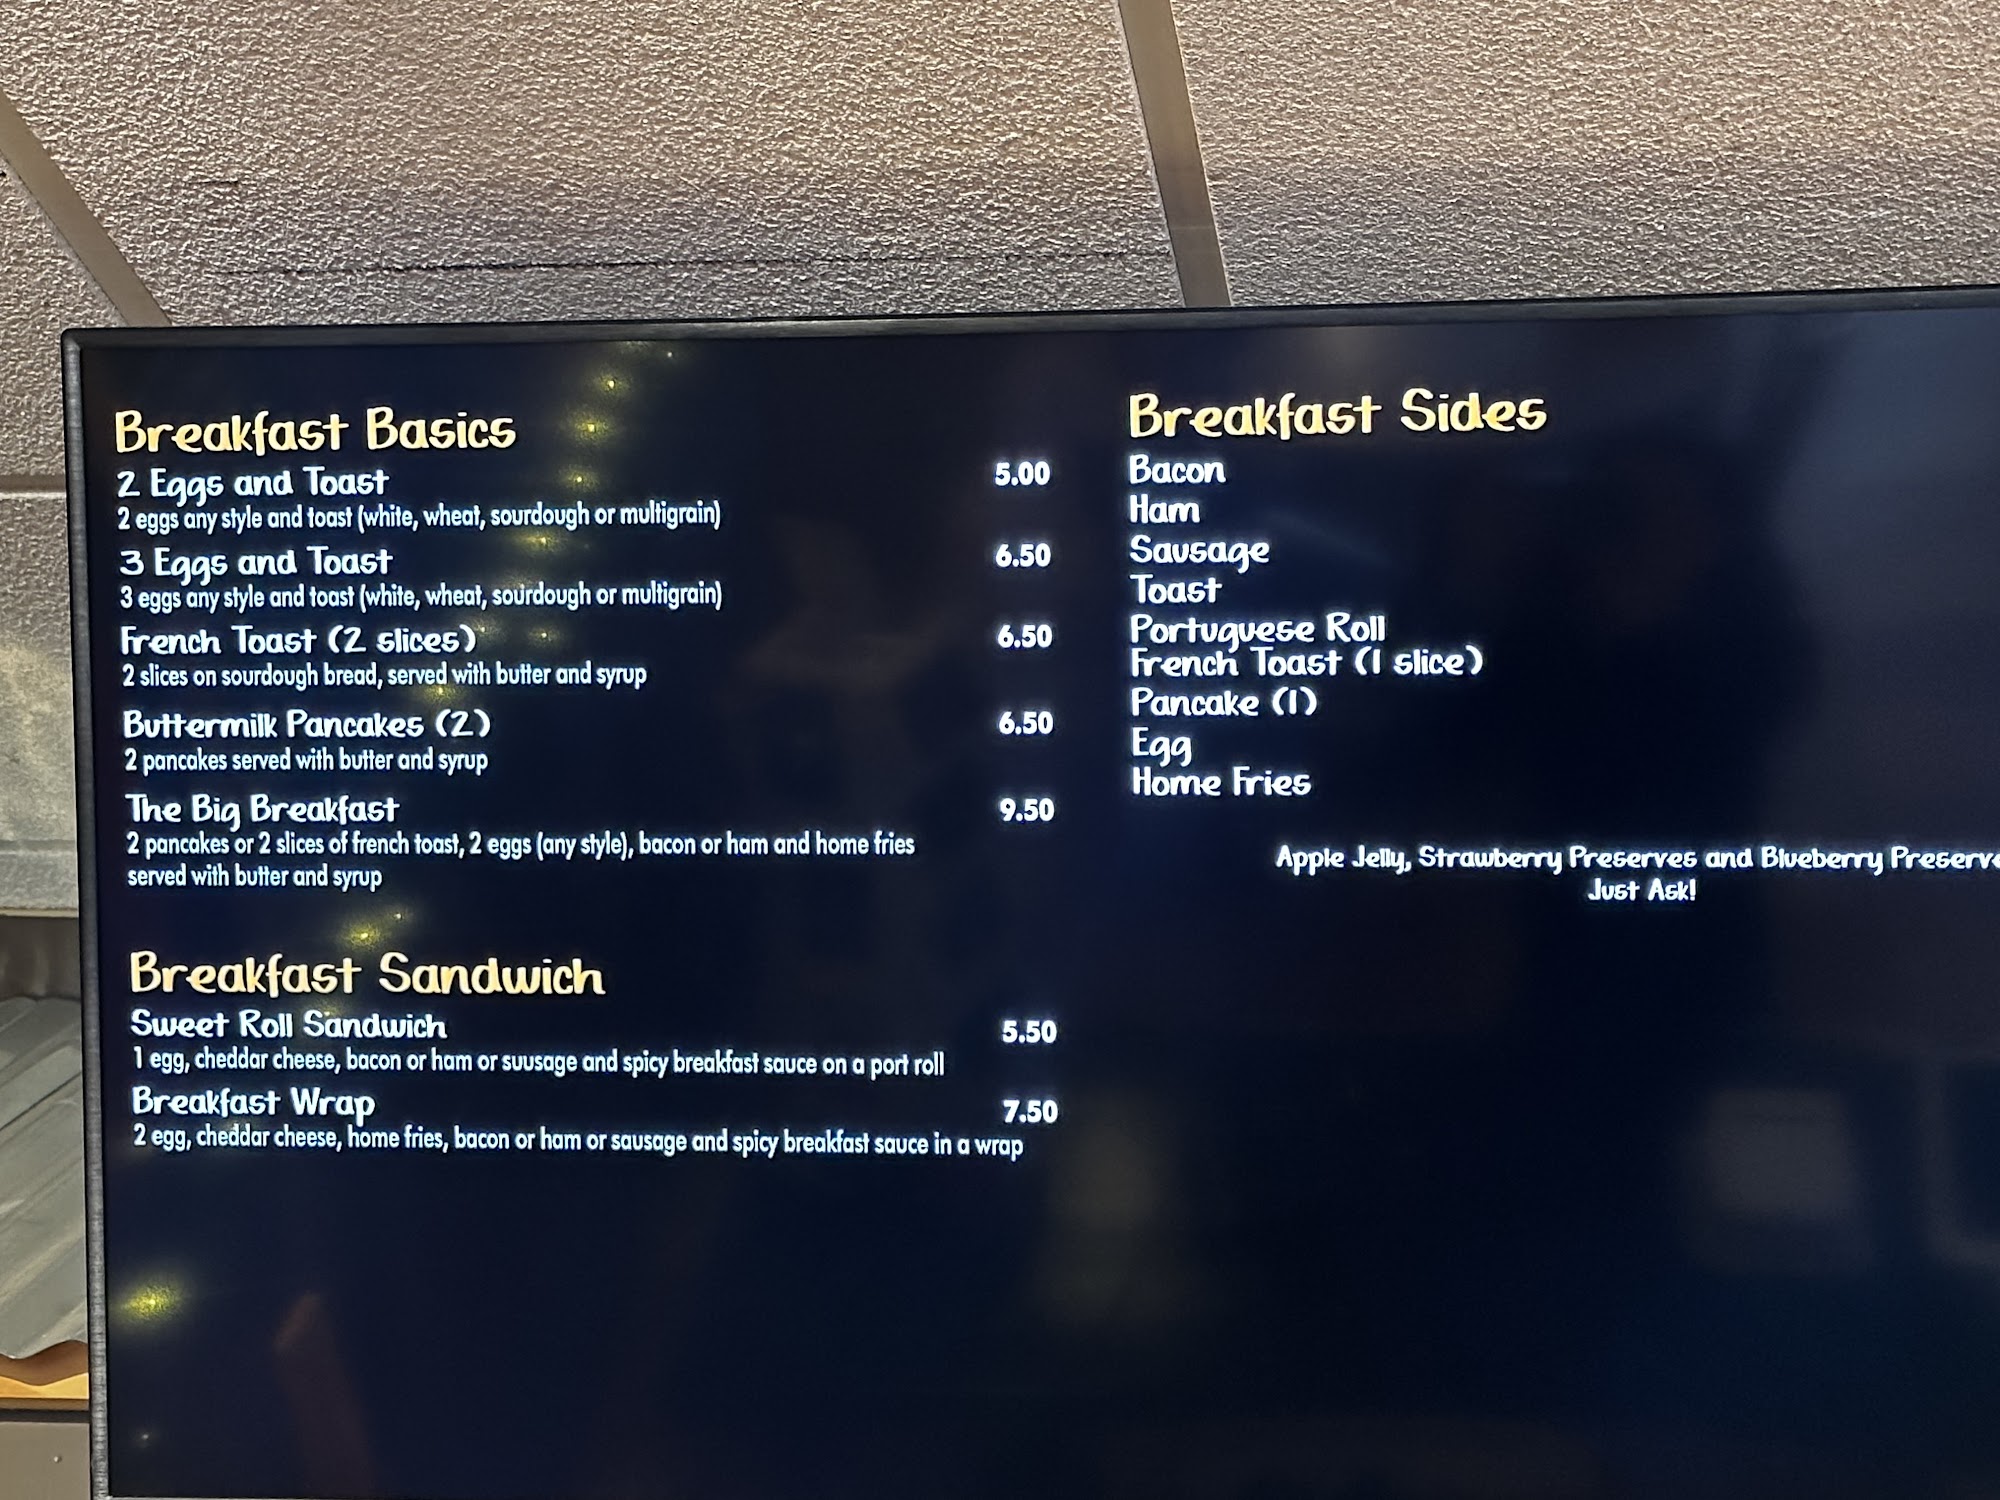 Breakfast Basics
2 Eggs and Toast 5.00
2 eggs any style and toast (white, wheat, sourdough or multigrain)
3 Eggs and Toast 6.50
3 eggs any style and toast (white, wheat, sourdough or multigrain)
French Toast (2 slices) 6.50
2 slices on sourdough bread, served with butter and syrup
Buttermilk Pancakes (2) 6.50
2 pancakes served with butter and syrup
The Big Breakfast 9.50
2 pancakes or 2 slices of french toast, 2 eggs (any style), bacon or ham and home fries
served with butter and syrup
Breakfast Sandwich
Sweet Roll Sandwich 5.50
1 egg, cheddar cheese, bacon or ham or suusage and spicy breakfast sauce on a port roll
Breakfast Wrap 7.50
2 egg, cheddar cheese, home fries, bacon or ham or sausage and spicy breakfast sauce in a wrap
Breakfast Sides
Bacon
Ham
Sausage
Toast
Portuguese Roll
French Toast (1 slice)
Pancake (1)
Egg
Home Fries
Apple Jelly, Strawberry Preserves and Blueberry Preserve
Just Ask!